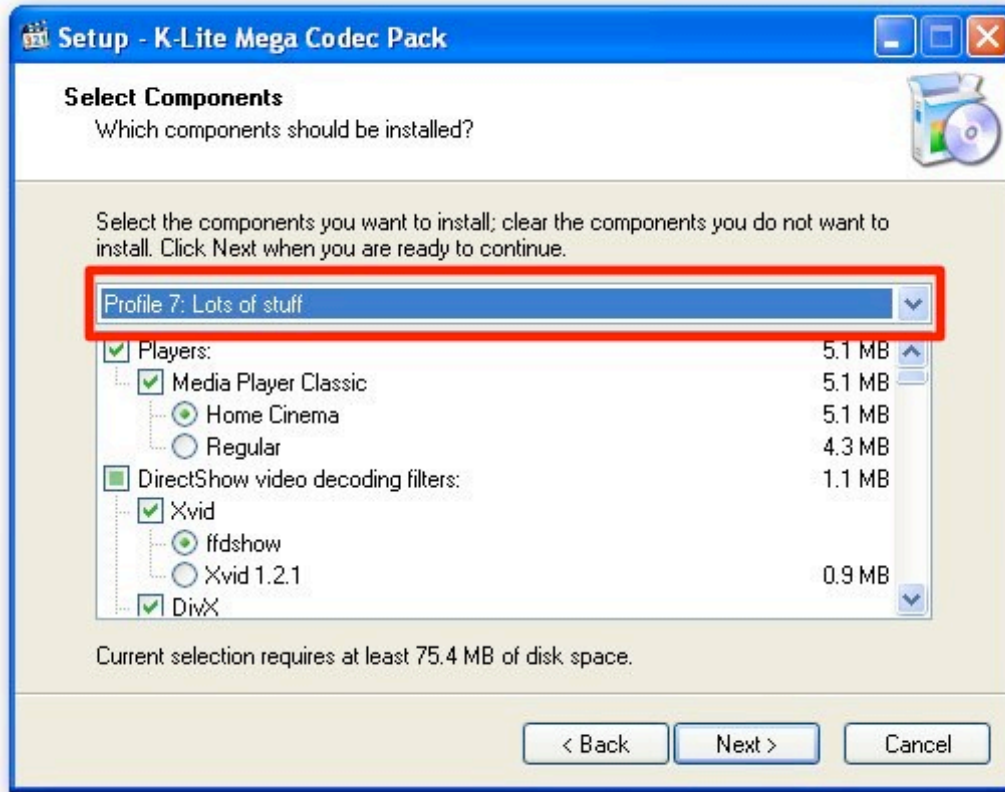 Setup - K-Lite Mega Codec Pack
Select Components
Which components should be installed?
Select the components you want to install; clear the components you do not want to
install. Click Next when you are ready to continue.
Profile 7: Lots of stuff
Players: 5.1 MB
Media Player Classic 5.1 MB
Home Cinema 5.1 MB
Regular 4.3 MB
DirectShow video decoding filters: 1.1 MB
Xvid
ffdshow
Xvid 1.2.1 0.9 MB
DivX
Current selection requires at least 75.4 MB of disk space.
< Back Next > Cancel